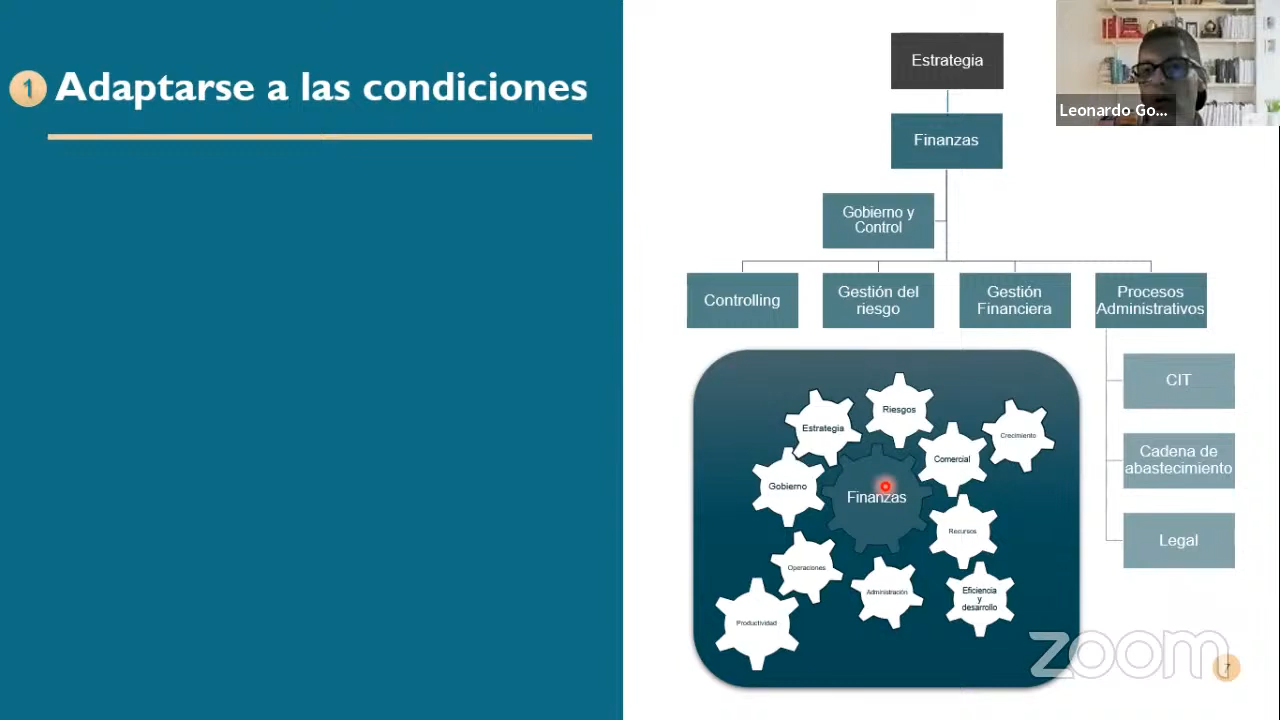 1 Adaptarse a las condiciones
Estrategia
Leonardo Go...
Finanzas
Gobierno y
Control
Controlling
Gestión del
riesgo
Gestión
Financiera
Procesos
Administrativos
CIT
Cadena de
abastecimiento
Legal
Riesgos
Estrategia
Crecimiento
Comercial
Gobierno
Finanzas
Recursos
Operaciones
Administración
Eficiencia
y
desarrollo
Productividad
zoom
7